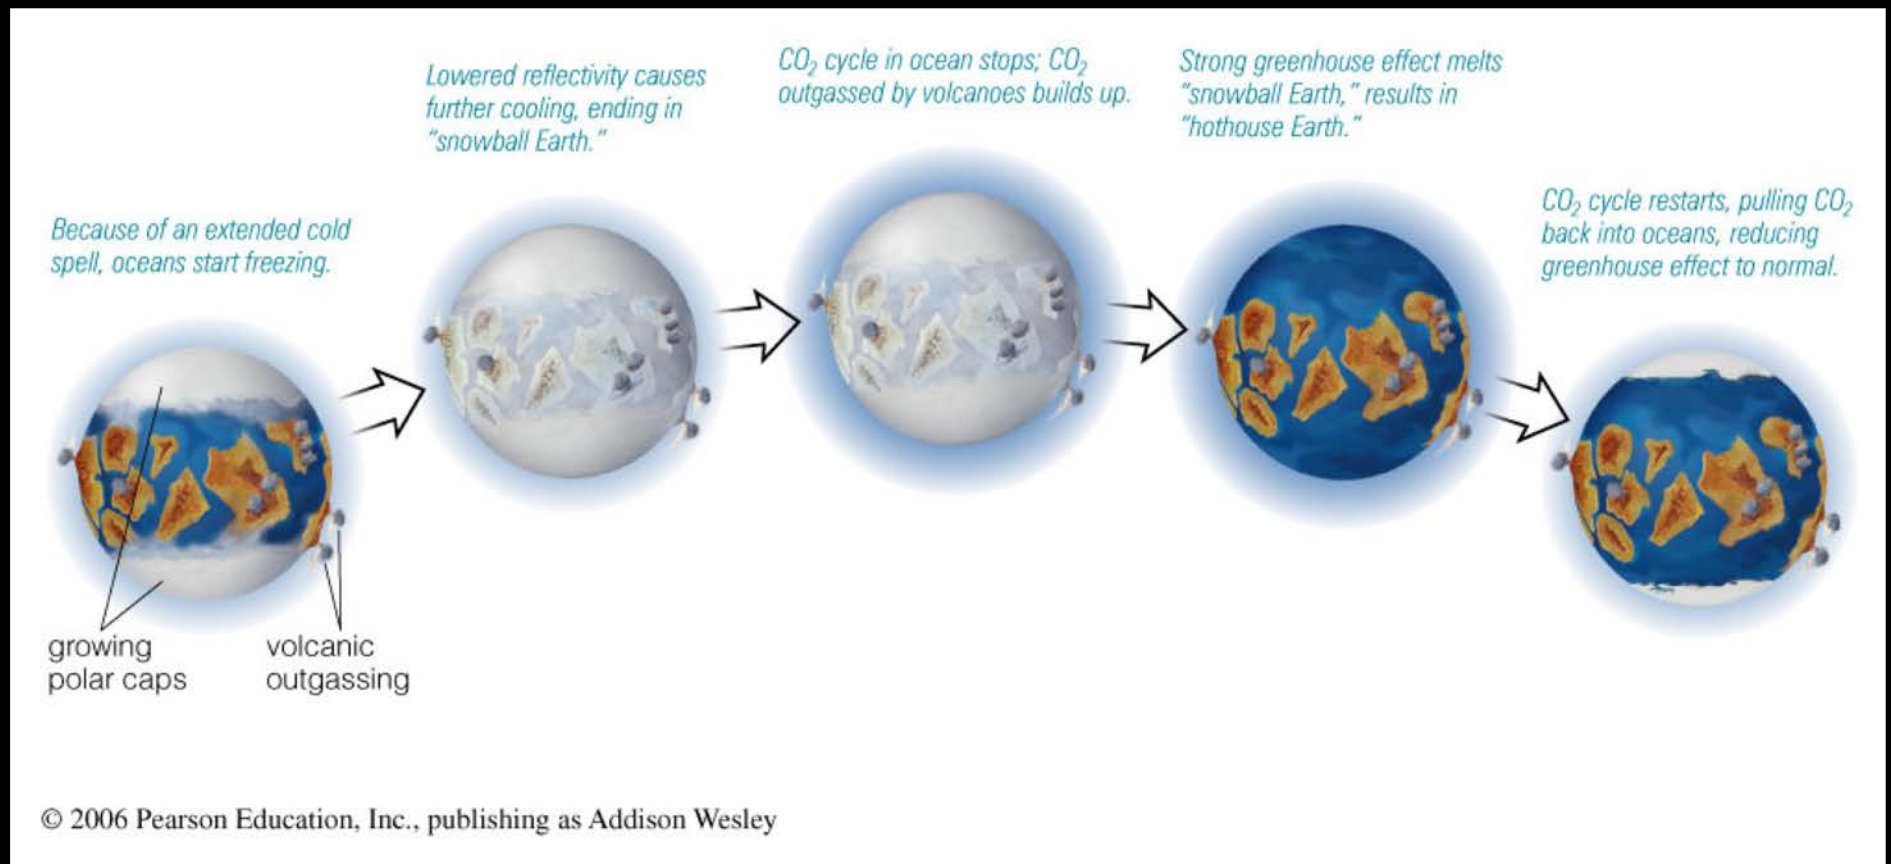 Because of an extended cold
spell, oceans start freezing.
Lowered reflectivity causes
further cooling, ending in
"snowball Earth."
CO₂ cycle in ocean stops; CO₂
outgassed by volcanoes builds up.
Strong greenhouse effect melts
"snowball Earth," results in
"hothouse Earth."
CO₂ cycle restarts, pulling CO₂
back into oceans, reducing
greenhouse effect to normal.
growing
polar caps
volcanic
outgassing
© 2006 Pearson Education, Inc., publishing as Addison Wesley